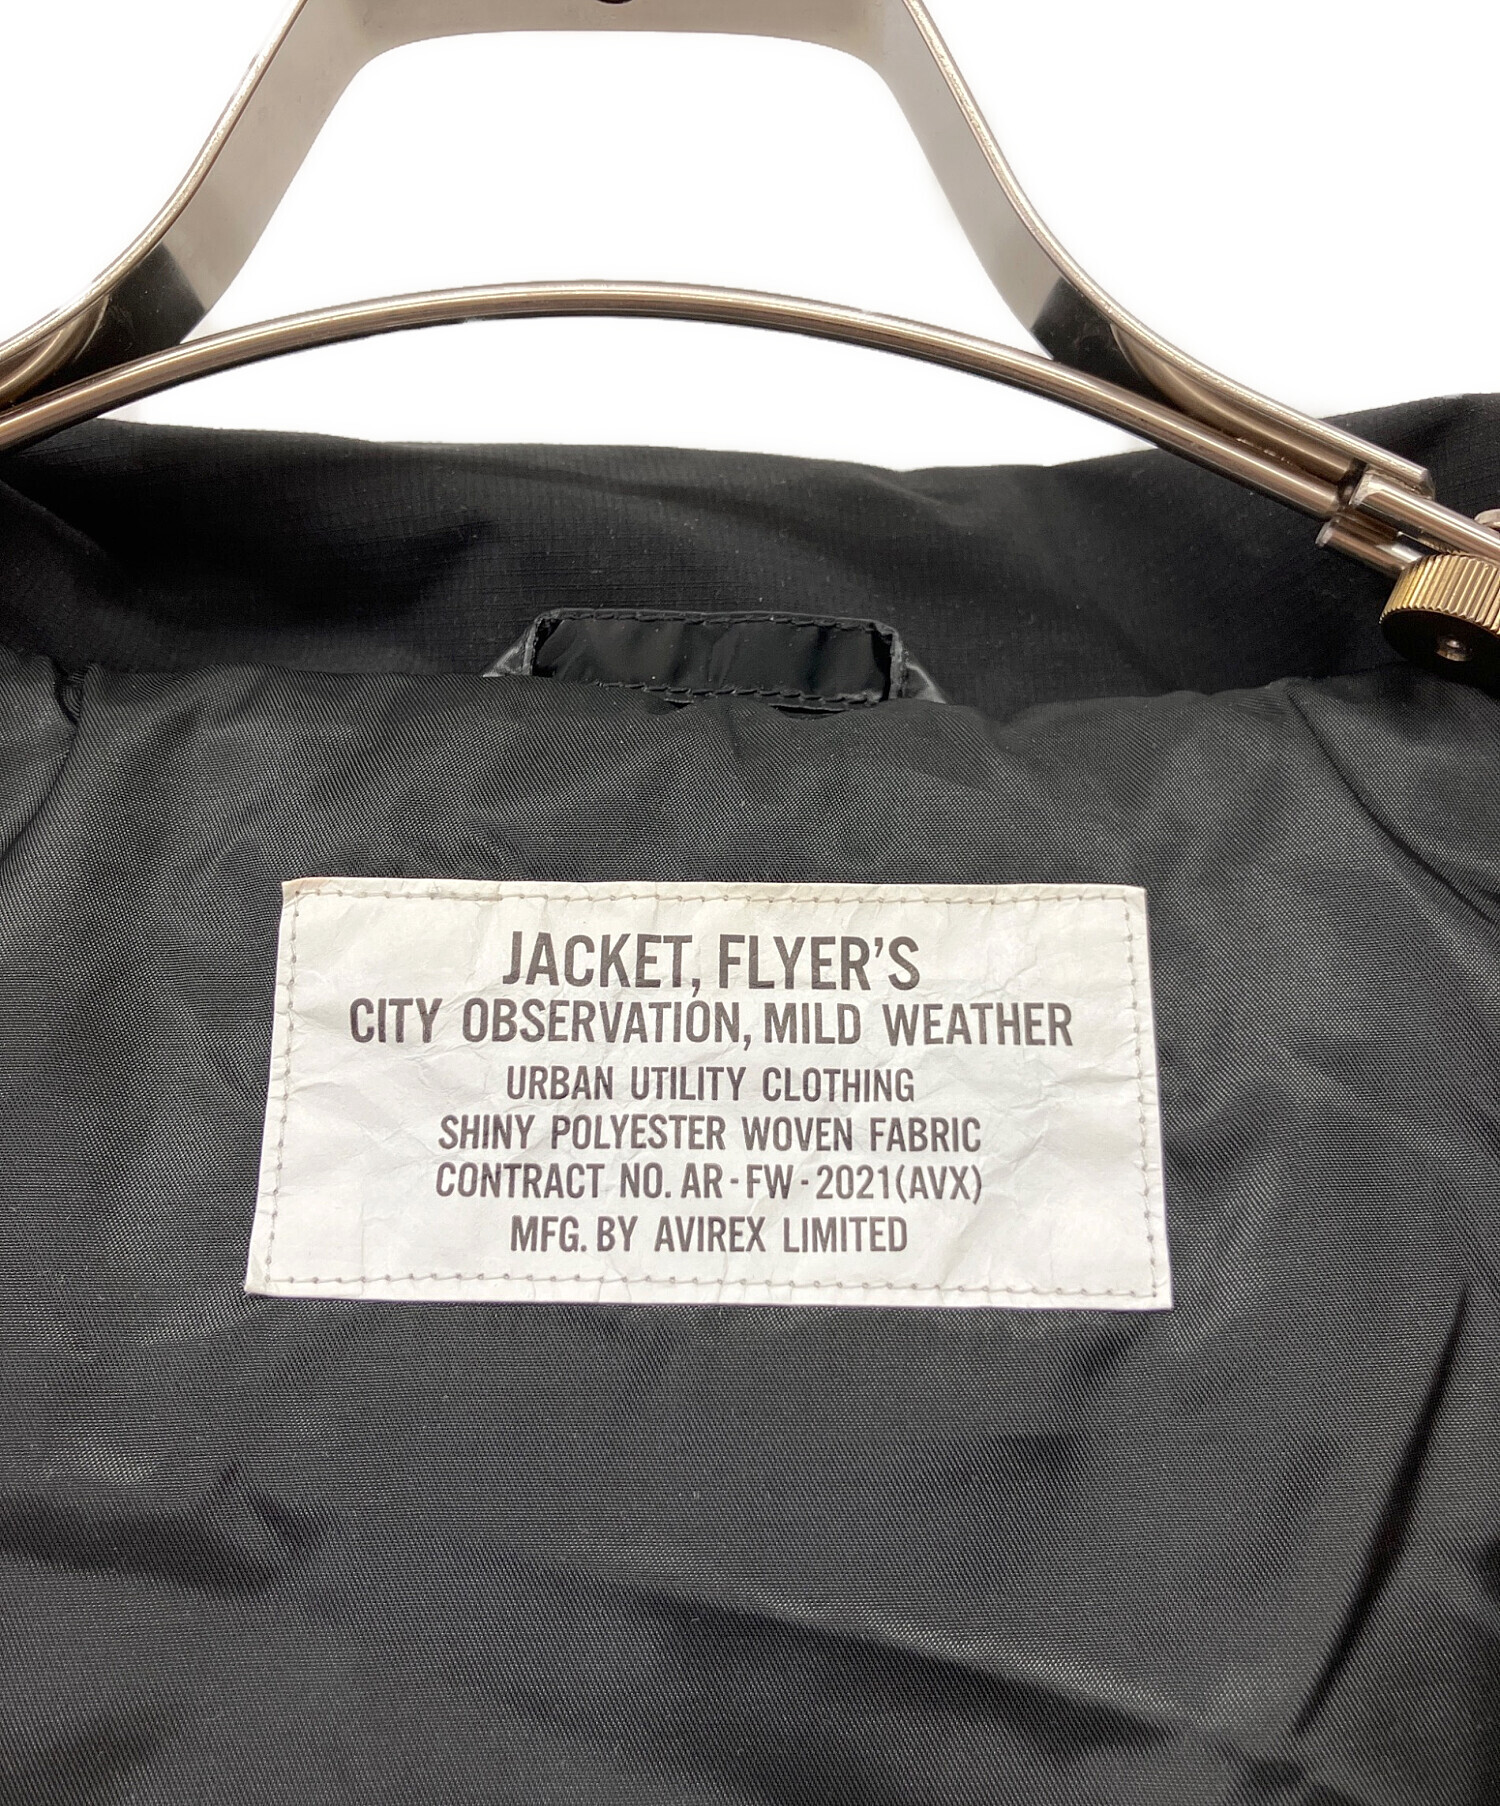 JACKET, FLYER'S
CITY OBSERVATION, MILD WEATHER
URBAN UTILITY CLOTHING
SHINY POLYESTER WOVEN FABRIC
CONTRACT NO. AR-FW-2021(AVX)
MFG. BY AVIREX LIMITED